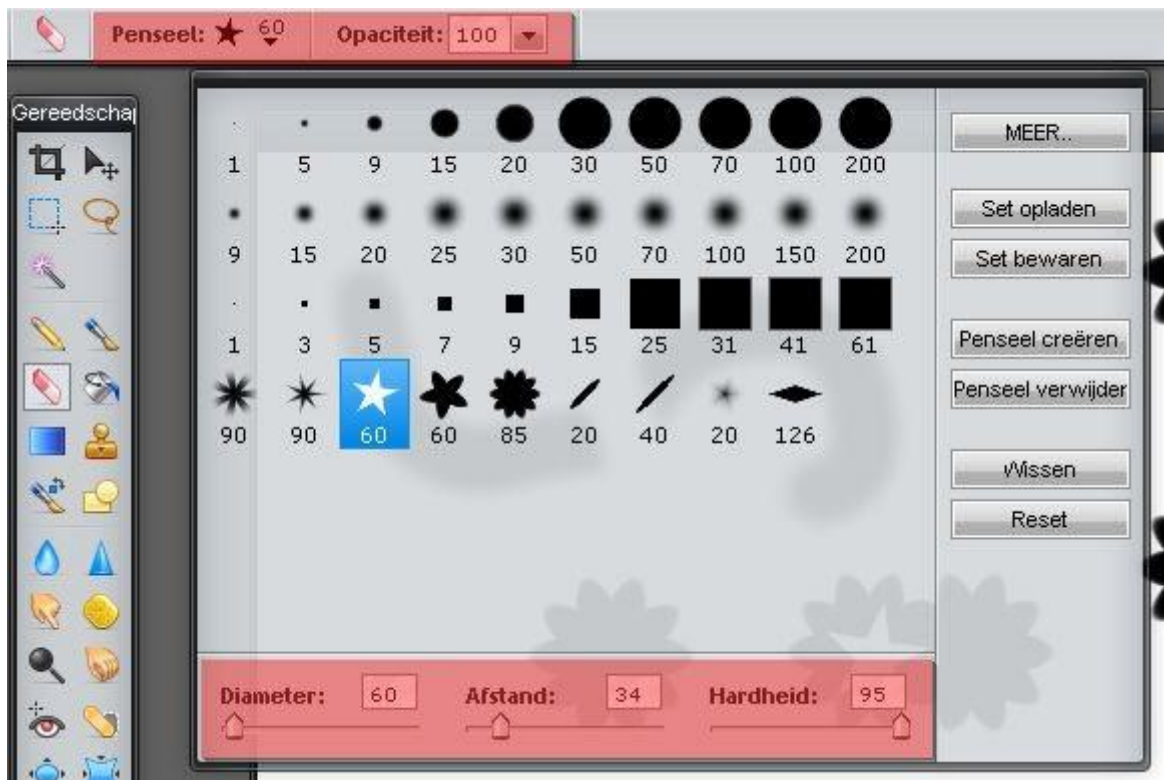 Penseel: 60 Opaciteit: 100
Gereedschap
1 5 9 15 20 30 50 70 100 200
9 15 20 25 30 50 70 100 150 200
1 3 5 7 9 15 25 31 41 61
90 90 60 60 85 20 40 20 126
MEER..
Set opladen
Set bewaren
Penseel creëren
Penseel verwijder
Wissen
Reset
Diameter: 60 Afstand: 34 Hardheid: 95